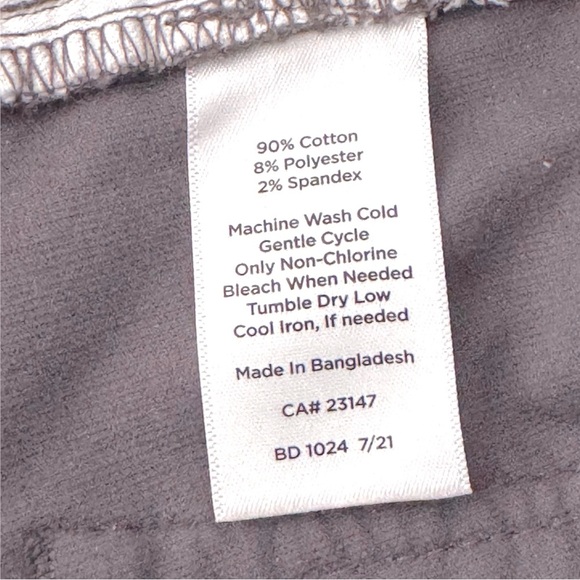 90% Cotton
8% Polyester
2% Spandex
Machine Wash Cold
Gentle Cycle
Only Non-Chlorine
Bleach When Needed
Tumble Dry Low
Cool Iron, If needed
Made In Bangladesh
CA# 23147
BD 1024 7/21